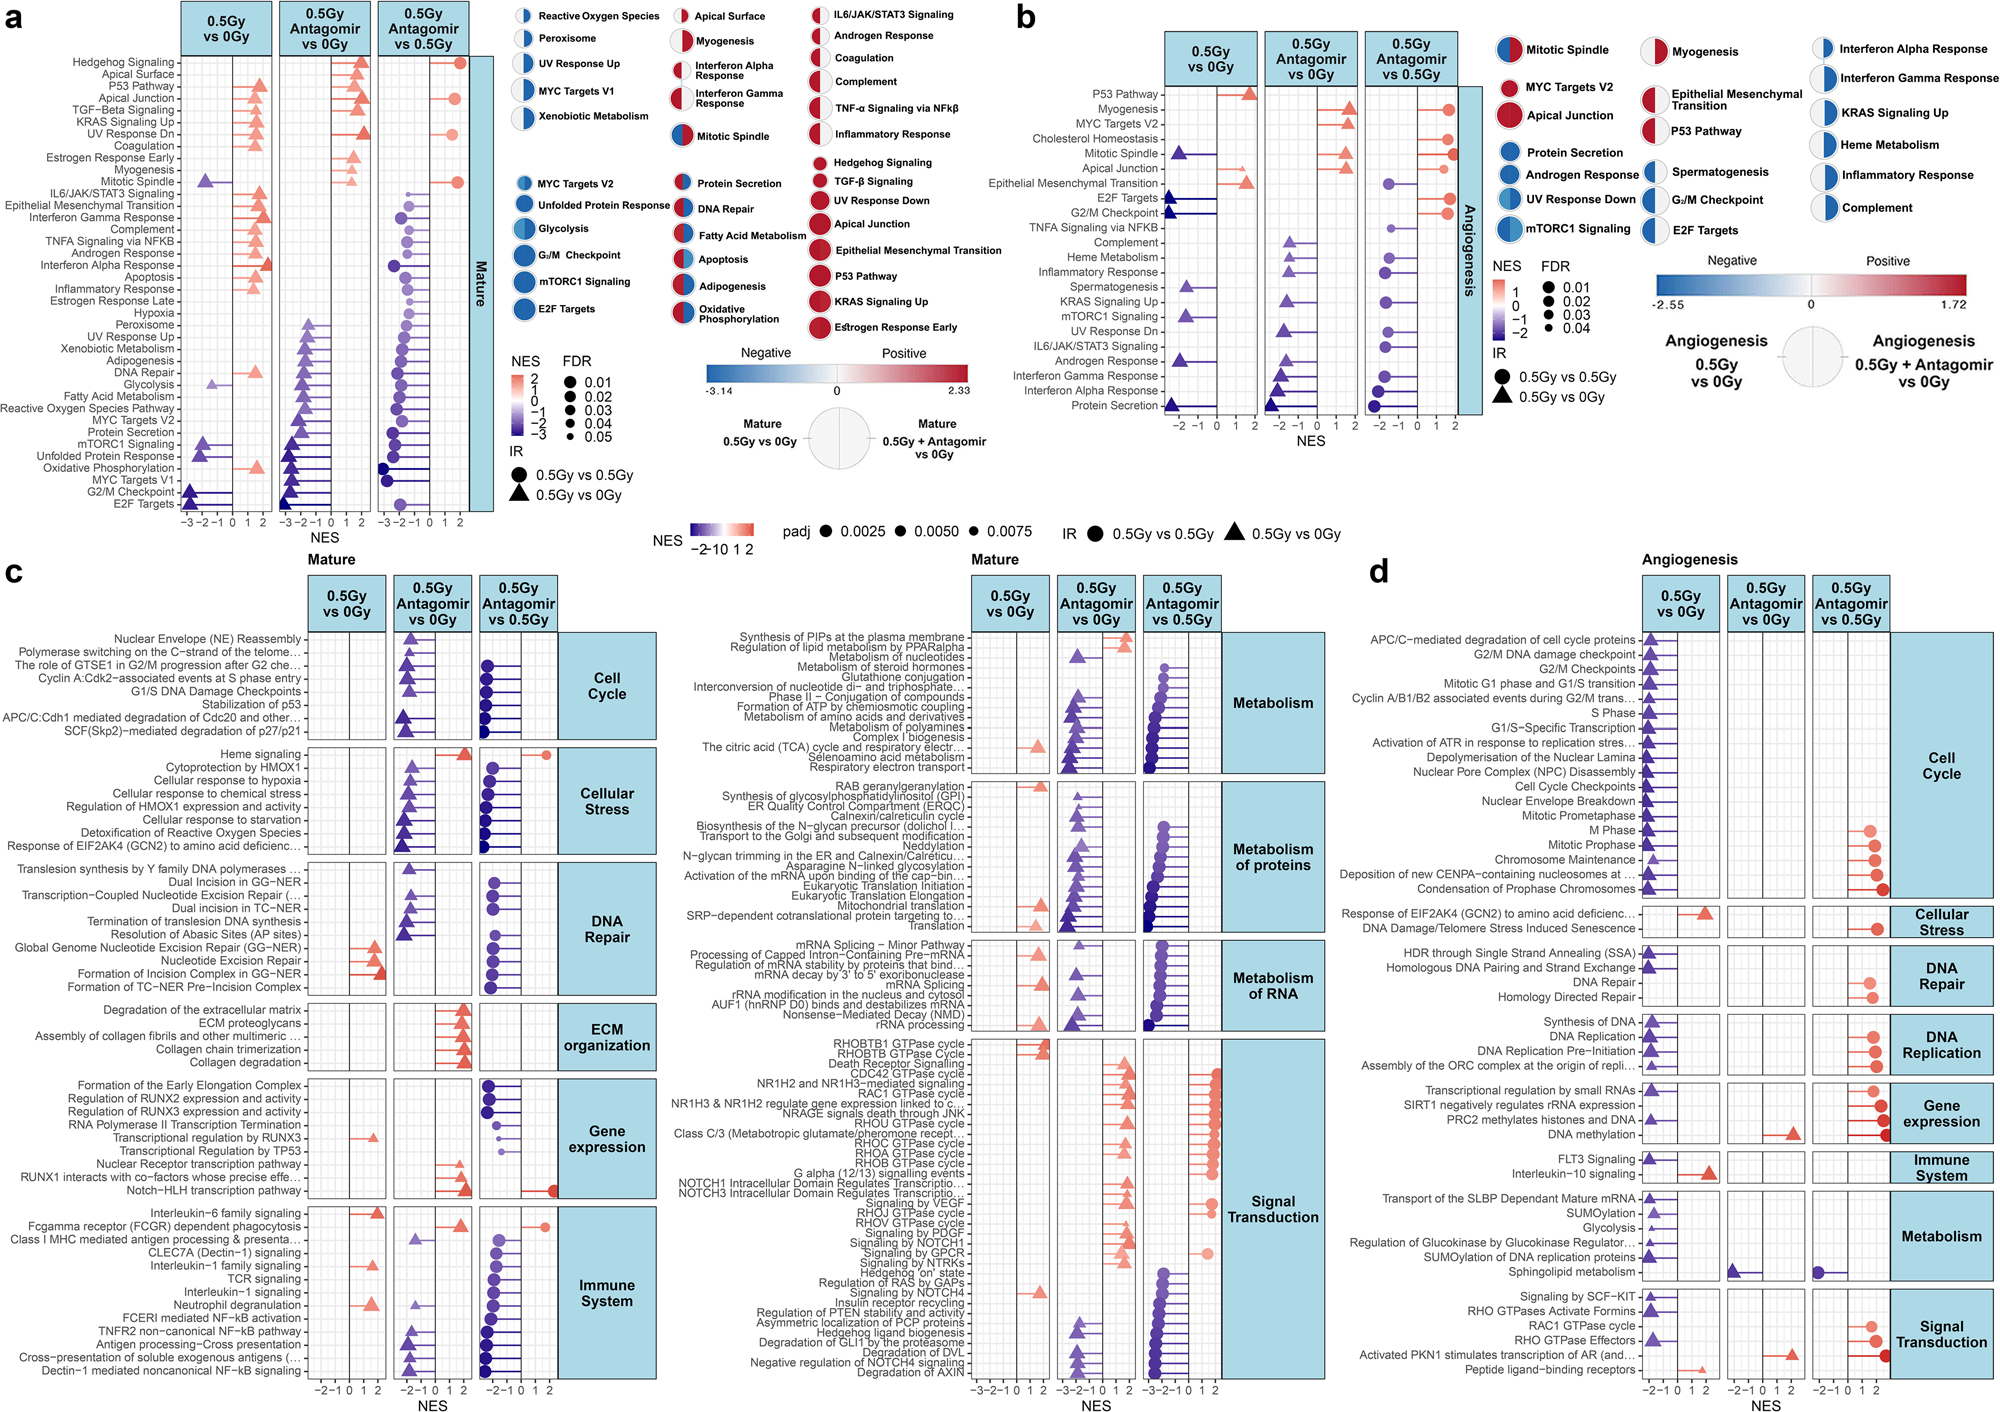 a
0.5Gy
vs 0Gy
0.5Gy
Antagomir
vs 0Gy
0.5Gy
Antagomir
vs 0.5Gy
Hedgehog Signaling
Apical Surface
P53 Pathway
Apical Junction
TGF−Beta Signaling
KRAS Signaling Up
UV Response Dn
Coagulation
Estrogen Response Early
Myogenesis
Mitotic Spindle
IL6/JAK/STAT3 Signaling
Epithelial Mesenchymal Transition
Interferon Gamma Response
Complement
TNFA Signaling via NFKB
Androgen Response
Interferon Alpha Response
Apoptosis
Inflammatory Response
Estrogen Response Late
Hypoxia
Peroxisome
UV Response Up
Xenobiotic Metabolism
Adipogenesis
DNA Repair
Glycolysis
Fatty Acid Metabolism
Reactive Oxygen Species Pathway
MYC Targets V2
Protein Secretion
mTORC1 Signaling
Unfolded Protein Response
Oxidative Phosphorylation
MYC Targets V1
G2/M Checkpoint
E2F Targets
Mature
−3 −2 −1 0 1 2
−3 −2 −1 0 1 2
−3 −2 −1 0 1 2
NES
Reactive Oxygen Species
Peroxisome
UV Response Up
MYC Targets V1
Xenobiotic Metabolism
MYC Targets V2
Unfolded Protein Response
Glycolysis
G₂/M Checkpoint
mTORC1 Signaling
E2F Targets
Apical Surface
Myogenesis
Interferon Alpha
Response
Interferon Gamma
Response
Mitotic Spindle
Protein Secretion
DNA Repair
Fatty Acid Metabolism
Apoptosis
Adipogenesis
Oxidative
Phosphorylation
IL6/JAK/STAT3 Signaling
Androgen Response
Coagulation
Complement
TNF-α Signaling via NFkβ
Inflammatory Response
Hedgehog Signaling
TGF-β Signaling
UV Response Down
Apical Junction
Epithelial Mesenchymal Transition
P53 Pathway
KRAS Signaling Up
Estrogen Response Early
NES
2
1
0
−1
−2
−3
FDR
0.01
0.02
0.03
0.04
0.05
IR
0.5Gy vs 0.5Gy
0.5Gy vs 0Gy
Negative
Positive
-3.14
0
2.33
Mature
0.5Gy vs 0Gy
Mature
0.5Gy + Antagomir
vs 0Gy
b
0.5Gy
vs 0Gy
0.5Gy
Antagomir
vs 0Gy
0.5Gy
Antagomir
vs 0.5Gy
P53 Pathway
Myogenesis
MYC Targets V2
Cholesterol Homeostasis
Mitotic Spindle
Apical Junction
Epithelial Mesenchymal Transition
E2F Targets
G2/M Checkpoint
TNFA Signaling via NFKB
Complement
Heme Metabolism
Inflammatory Response
Spermatogenesis
KRAS Signaling Up
mTORC1 Signaling
UV Response Dn
IL6/JAK/STAT3 Signaling
Androgen Response
Interferon Gamma Response
Interferon Alpha Response
Protein Secretion
Angiogenesis
−2 −1 0 1 2
−2 −1 0 1 2
−2 −1 0 1 2
NES
Mitotic Spindle
MYC Targets V2
Apical Junction
Protein Secretion
Androgen Response
UV Response Down
mTORC1 Signaling
Myogenesis
Epithelial Mesenchymal
Transition
P53 Pathway
Spermatogenesis
G₂/M Checkpoint
E2F Targets
Interferon Alpha Response
Interferon Gamma Response
KRAS Signaling Up
Heme Metabolism
Inflammatory Response
Complement
NES
1
0
−1
−2
FDR
0.01
0.02
0.03
0.04
IR
0.5Gy vs 0.5Gy
0.5Gy vs 0Gy
Negative
Positive
-2.55
0
1.72
Angiogenesis
0.5Gy
vs 0Gy
Angiogenesis
0.5Gy + Antagomir
vs 0Gy
NES
−2−10 1 2
padj
0.0025
0.0050
0.0075
IR
0.5Gy vs 0.5Gy
0.5Gy vs 0Gy
c
Mature
0.5Gy
vs 0Gy
0.5Gy
Antagomir
vs 0Gy
0.5Gy
Antagomir
vs 0.5Gy
Nuclear Envelope (NE) Reassembly
Polymerase switching on the C−strand of the telome…
The role of GTSE1 in G2/M progression after G2 che…
Cyclin A:Cdk2−associated events at S phase entry
G1/S DNA Damage Checkpoints
Stabilization of p53
APC/C:Cdh1 mediated degradation of Cdc20 and other…
SCF(Skp2)−mediated degradation of p27/p21
Cell
Cycle
Heme signaling
Cytoprotection by HMOX1
Cellular response to hypoxia
Cellular response to chemical stress
Regulation of HMOX1 expression and activity
Cellular response to starvation
Detoxification of Reactive Oxygen Species
Response of EIF2AK4 (GCN2) to amino acid deficienc…
Cellular
Stress
Translesion synthesis by Y family DNA polymerases …
Dual Incision in GG−NER
Transcription−Coupled Nucleotide Excision Repair (…
Dual incision in TC−NER
Termination of translesion DNA synthesis
Resolution of Abasic Sites (AP sites)
Global Genome Nucleotide Excision Repair (GG−NER)
Nucleotide Excision Repair
Formation of Incision Complex in GG−NER
Formation of TC−NER Pre−Incision Complex
DNA
Repair
Degradation of the extracellular matrix
ECM proteoglycans
Assembly of collagen fibrils and other multimeric …
Collagen chain trimerization
Collagen degradation
ECM
organization
Formation of the Early Elongation Complex
Regulation of RUNX2 expression and activity
Regulation of RUNX3 expression and activity
RNA Polymerase II Transcription Termination
Transcriptional regulation by RUNX3
Transcriptional Regulation by TP53
Nuclear Receptor transcription pathway
RUNX1 interacts with co−factors whose precise effe…
Notch−HLH transcription pathway
Gene
expression
Interleukin−6 family signaling
Fcgamma receptor (FCGR) dependent phagocytosis
Class I MHC mediated antigen processing & presenta…
CLEC7A (Dectin−1) signaling
Interleukin−1 family signaling
TCR signaling
Interleukin−1 signaling
Neutrophil degranulation
FCERI mediated NF−kB activation
TNFR2 non−canonical NF−kB pathway
Antigen processing−Cross presentation
Cross−presentation of soluble exogenous antigens (…
Dectin−1 mediated noncanonical NF−kB signaling
Immune
System
−2−1 0 1 2
−2−1 0 1 2
−2−1 0 1 2
NES
Mature
0.5Gy
vs 0Gy
0.5Gy
Antagomir
vs 0Gy
0.5Gy
Antagomir
vs 0.5Gy
Synthesis of PIPs at the plasma membrane
Regulation of lipid metabolism by PPARalpha
Metabolism of nucleotides
Metabolism of steroid hormones
Glutathione conjugation
Interconversion of nucleotide di− and triphosphate…
Phase II − Conjugation of compounds
Formation of ATP by chemiosmotic coupling
Metabolism of amino acids and derivatives
Metabolism of polyamines
Complex I biogenesis
The citric acid (TCA) cycle and respiratory electr…
Selenoamino acid metabolism
Respiratory electron transport
Metabolism
RAB geranylgeranylation
Synthesis of glycosylphosphatidylinositol (GPI)
ER Quality Control Compartment (ERQC)
Calnexin/calreticulin cycle
Biosynthesis of the N−glycan precursor (dolichol l…
Transport to the Golgi and subsequent modification
Neddylation
N−glycan trimming in the ER and Calnexin/Calreticu…
Asparagine N−linked glycosylation
Activation of the mRNA upon binding of the cap−bin…
Eukaryotic Translation Initiation
Eukaryotic Translation Elongation
Mitochondrial translation
SRP−dependent cotranslational protein targeting to…
Translation
Metabolism
of proteins
mRNA Splicing − Minor Pathway
Processing of Capped Intron−Containing Pre−mRNA
Regulation of mRNA stability by proteins that bind…
mRNA decay by 3' to 5' exoribonuclease
mRNA Splicing
rRNA modification in the nucleus and cytosol
AUF1 (hnRNP D0) binds and destabilizes mRNA
Nonsense−Mediated Decay (NMD)
rRNA processing
Metabolism
of RNA
RHOBTB1 GTPase cycle
RHOBTB GTPase Cycle
Death Receptor Signalling
CDC42 GTPase cycle
NR1H2 and NR1H3−mediated signaling
RAC1 GTPase cycle
NR1H3 & NR1H2 regulate gene expression linked to c…
NRAGE signals death through JNK
RHOU GTPase cycle
Class C/3 (Metabotropic glutamate/pheromone recept…
RHOC GTPase cycle
RHOA GTPase cycle
RHOB GTPase cycle
G alpha (12/13) signalling events
NOTCH1 Intracellular Domain Regulates Transcriptio…
NOTCH3 Intracellular Domain Regulates Transcriptio…
Signaling by VEGF
RHOJ GTPase cycle
RHOV GTPase cycle
Signaling by PDGF
Signaling by NOTCH1
Signaling by GPCR
Signaling by NTRKs
Hedgehog 'on' state
Regulation of RAS by GAPs
Signaling by NOTCH4
Insulin receptor recycling
Regulation of PTEN stability and activity
Asymmetric localization of PCP proteins
Hedgehog ligand biogenesis
Degradation of GLI1 by the proteasome
Degradation of DVL
Negative regulation of NOTCH4 signaling
Degradation of AXIN
Signal
Transduction
−3−2−1 0 1 2
−3−2−1 0 1 2
−3−2−1 0 1 2
NES
d
Angiogenesis
0.5Gy
vs 0Gy
0.5Gy
Antagomir
vs 0Gy
0.5Gy
Antagomir
vs 0.5Gy
APC/C−mediated degradation of cell cycle proteins
G2/M DNA damage checkpoint
G2/M Checkpoints
Mitotic G1 phase and G1/S transition
Cyclin A/B1/B2 associated events during G2/M trans…
S Phase
G1/S−Specific Transcription
Activation of ATR in response to replication stres…
Depolymerisation of the Nuclear Lamina
Nuclear Pore Complex (NPC) Disassembly
Cell Cycle Checkpoints
Nuclear Envelope Breakdown
Mitotic Prometaphase
M Phase
Mitotic Prophase
Chromosome Maintenance
Deposition of new CENPA−containing nucleosomes at …
Condensation of Prophase Chromosomes
Cell
Cycle
Response of EIF2AK4 (GCN2) to amino acid deficienc…
DNA Damage/Telomere Stress Induced Senescence
Cellular
Stress
HDR through Single Strand Annealing (SSA)
Homologous DNA Pairing and Strand Exchange
DNA Repair
Homology Directed Repair
DNA
Repair
Synthesis of DNA
DNA Replication
DNA Replication Pre−Initiation
Assembly of the ORC complex at the origin of repli…
DNA
Replication
Transcriptional regulation by small RNAs
SIRT1 negatively regulates rRNA expression
PRC2 methylates histones and DNA
DNA methylation
Gene
expression
FLT3 Signaling
Interleukin−10 signaling
Immune
System
Transport of the SLBP Dependant Mature mRNA
SUMOylation
Glycolysis
Regulation of Glucokinase by Glucokinase Regulator…
SUMOylation of DNA replication proteins
Sphingolipid metabolism
Metabolism
Signaling by SCF−KIT
RHO GTPases Activate Formins
RAC1 GTPase cycle
RHO GTPase Effectors
Activated PKN1 stimulates transcription of AR (and…
Peptide ligand−binding receptors
Signal
Transduction
−2−1 0 1 2
−2−1 0 1 2
−2−1 0 1 2
NES